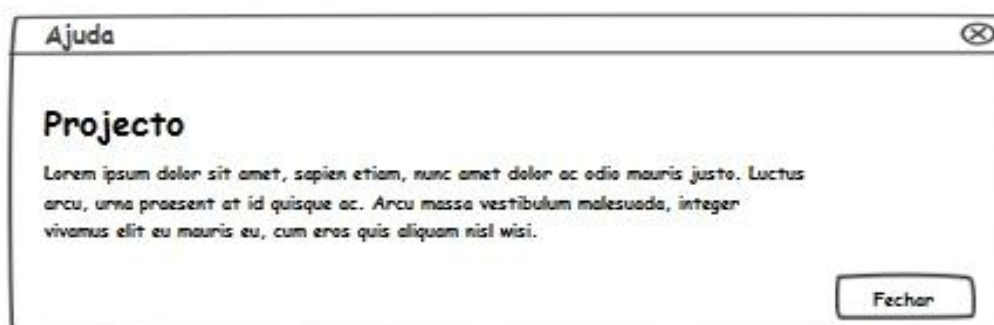 Ajuda
Projecto
Lorem ipsum dolor sit amet, sapien etiam, nunc amet dolor ac odio mauris justo. Luctus
arcu, urna praesent at id quisque ac. Arcu massa vestibulum malesuada, integer
vivamus elit eu mauris eu, cum eros quis aliquam nisl wisi.
Fechar